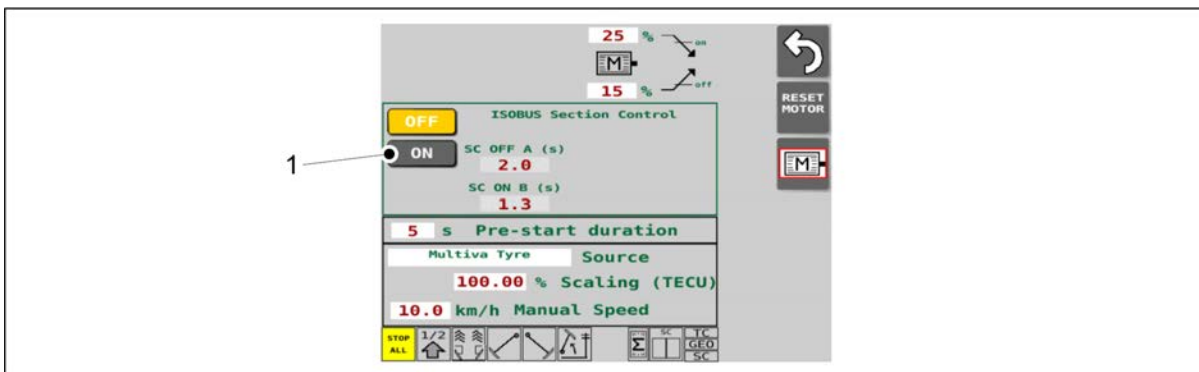 25 %
on
M
15 %
off
RESET
MOTOR
OFF
ISOBUS Section Control
1
ON
SC OFF A (s)
2.0
M
SC ON B (s)
1.3
5 s Pre-start duration
Multiva Tyre Source
100.00 % Scaling (TECU)
10.0 km/h Manual Speed
STOP
ALL
1/2
Σ
SC
TC
GEO
SC